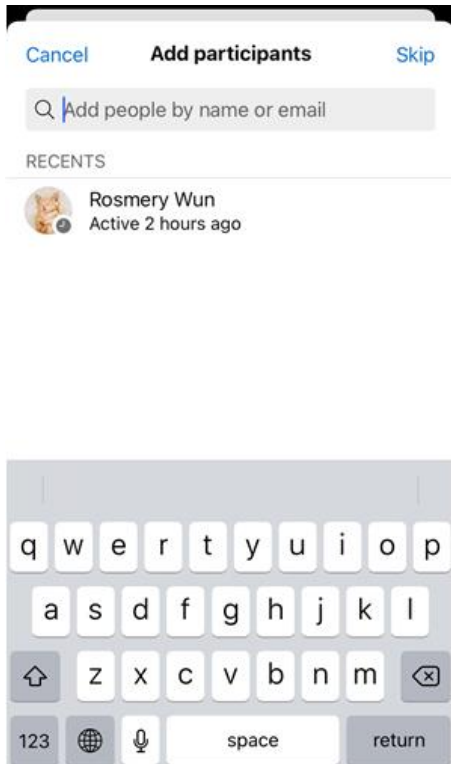 Cancel Add participants Skip
Add people by name or email
RECENTS
Rosmery Wun
Active 2 hours ago
q w e r t y u i o p
a s d f g h j k l
z x c v b n m
123 space return